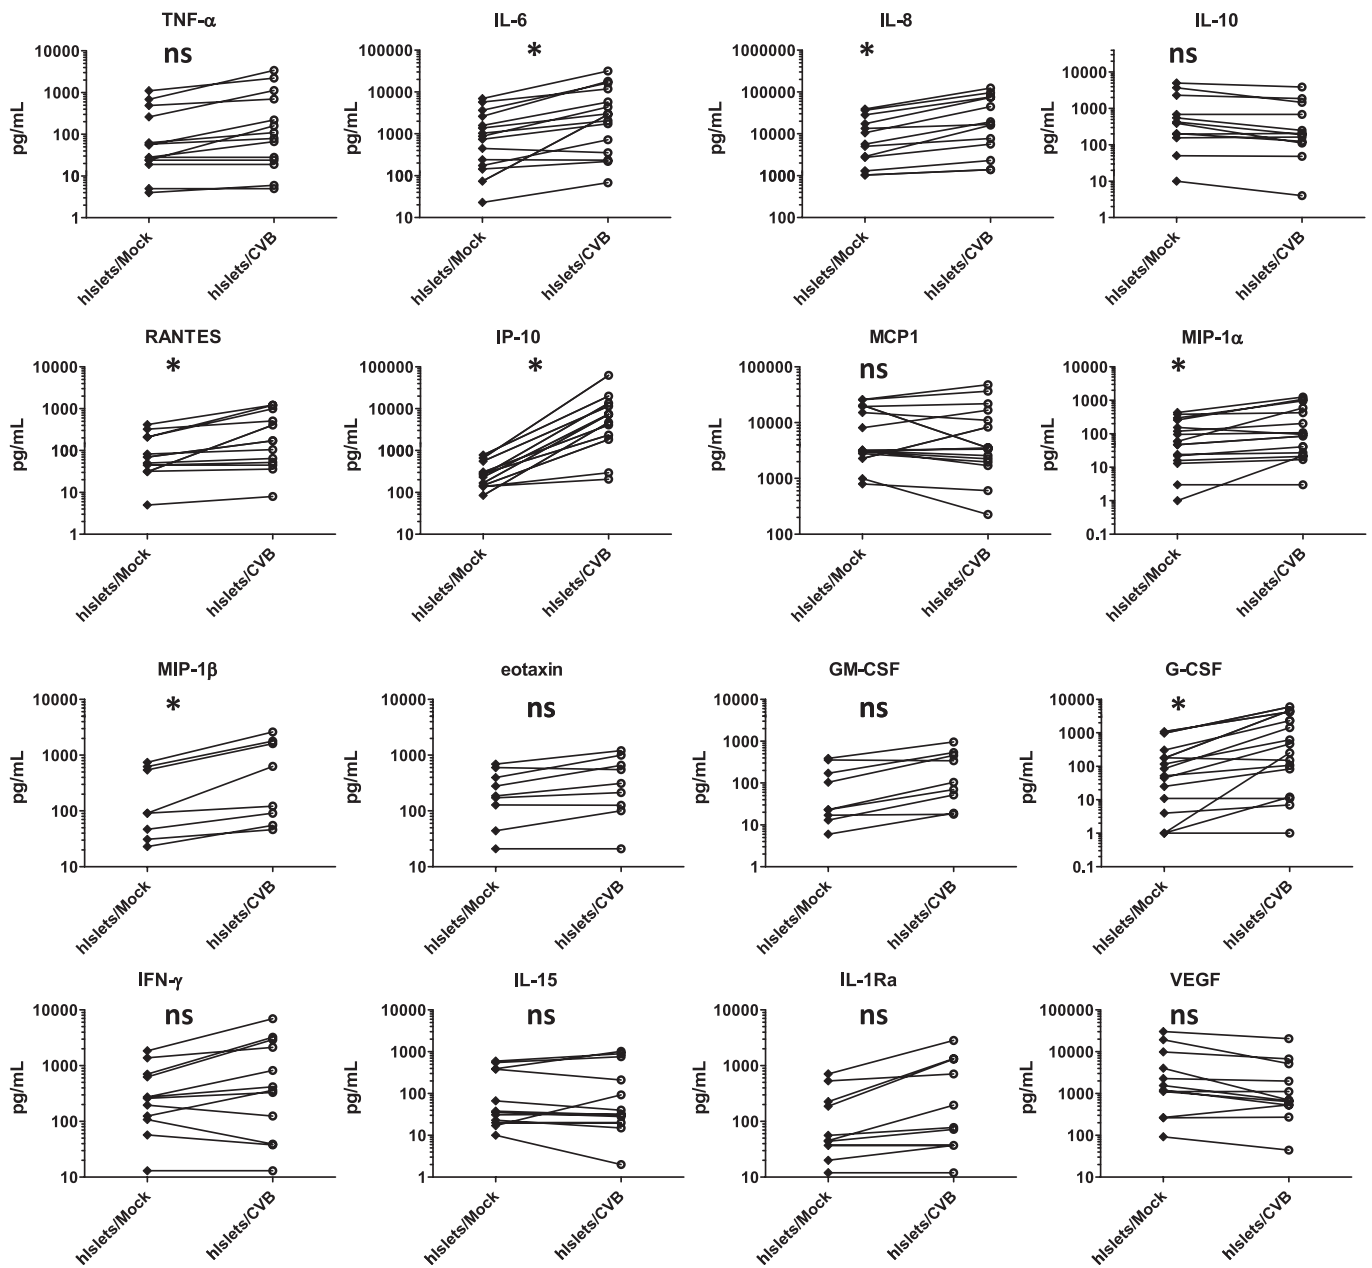 TNF-α
ns
pg/mL
10000
1000
100
10
1
hIslets/Mock
hIslets/CVB
IL-6
*
pg/mL
100000
10000
1000
100
10
hIslets/Mock
hIslets/CVB
IL-8
*
pg/mL
1000000
100000
10000
1000
100
hIslets/Mock
hIslets/CVB
IL-10
ns
pg/mL
10000
1000
100
10
1
hIslets/Mock
hIslets/CVB
RANTES
*
pg/mL
10000
1000
100
10
1
hIslets/Mock
hIslets/CVB
IP-10
*
pg/mL
100000
10000
1000
100
10
hIslets/Mock
hIslets/CVB
MCP1
ns
pg/mL
100000
10000
1000
100
hIslets/Mock
hIslets/CVB
MIP-1α
*
pg/mL
10000
1000
100
10
1
0.1
hIslets/Mock
hIslets/CVB
MIP-1β
*
pg/mL
10000
1000
100
10
hIslets/Mock
hIslets/CVB
eotaxin
ns
pg/mL
10000
1000
100
10
hIslets/Mock
hIslets/CVB
GM-CSF
ns
pg/mL
10000
1000
100
10
1
hIslets/Mock
hIslets/CVB
G-CSF
*
pg/mL
10000
1000
100
10
1
0.1
hIslets/Mock
hIslets/CVB
IFN-γ
ns
pg/mL
10000
1000
100
10
hIslets/Mock
hIslets/CVB
IL-15
ns
pg/mL
10000
1000
100
10
1
hIslets/Mock
hIslets/CVB
IL-1Ra
ns
pg/mL
10000
1000
100
10
hIslets/Mock
hIslets/CVB
VEGF
ns
pg/mL
100000
10000
1000
100
10
hIslets/Mock
hIslets/CVB